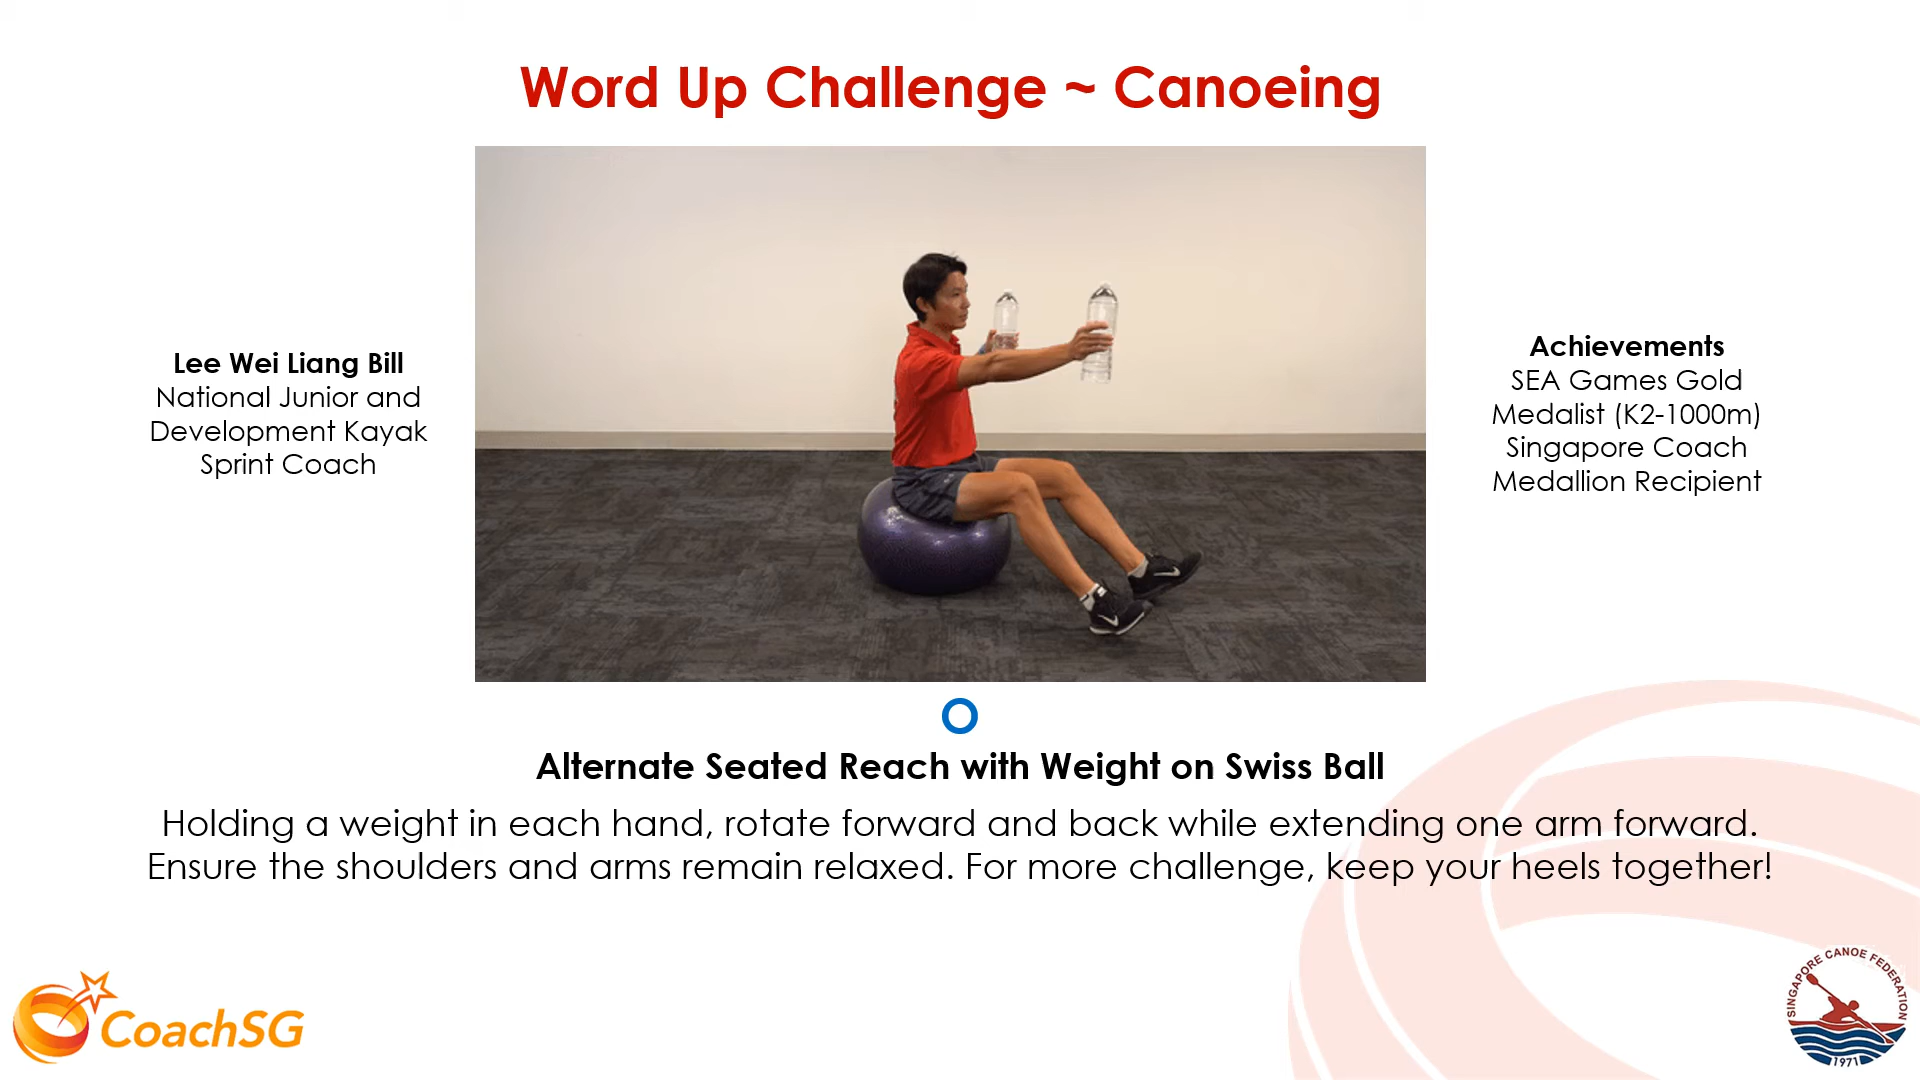 Word Up Challenge ~ Canoeing
Lee Wei Liang Bill
National Junior and
Development Kayak
Sprint Coach
Achievements
SEA Games Gold
Medalist (K2-1000m)
Singapore Coach
Medallion Recipient
Alternate Seated Reach with Weight on Swiss Ball
Holding a weight in each hand, rotate forward and back while extending one arm forward.
Ensure the shoulders and arms remain relaxed. For more challenge, keep your heels together!
CoachSG
SINGAPORE CANOE FEDERATION
1971